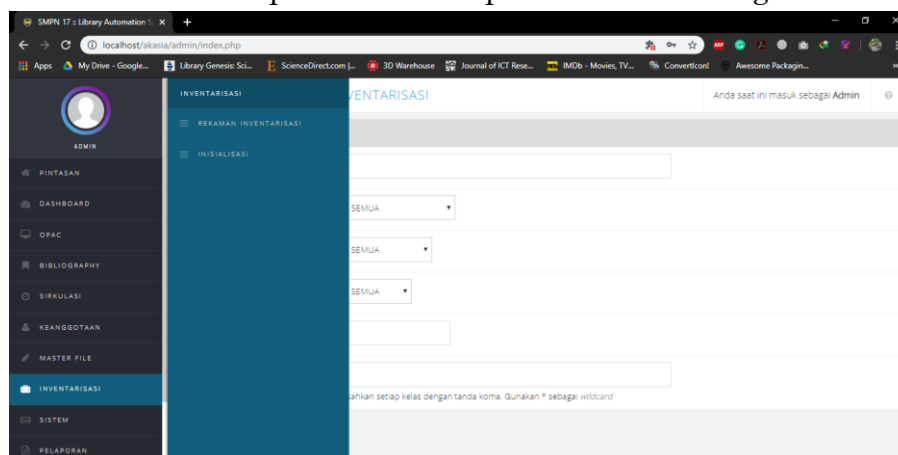 SMPN 17 :: Library Automation S
localhost/akasia/admin/index.php
Apps My Drive - Google... Library Genesis: Sci... ScienceDirect.com |... 3D Warehouse Journal of ICT Rese... IMDb - Movies, TV... ConvertIcon! Awesome Packagin...
ADMIN
PINTASAN
DASHBOARD
OPAC
BIBLIOGRAPHY
SIRKULASI
KEANGGOTAAN
MASTER FILE
INVENTARISASI
SISTEM
PELAPORAN
INVENTARISASI
REKAMAN INVENTARISASI
INISIALISASI
VENTARISASI
Anda saat ini masuk sebagai Admin
SEMUA
SEMUA
SEMUA
sahkan setiap kelas dengan tanda koma. Gunakan * sebagai wildcard